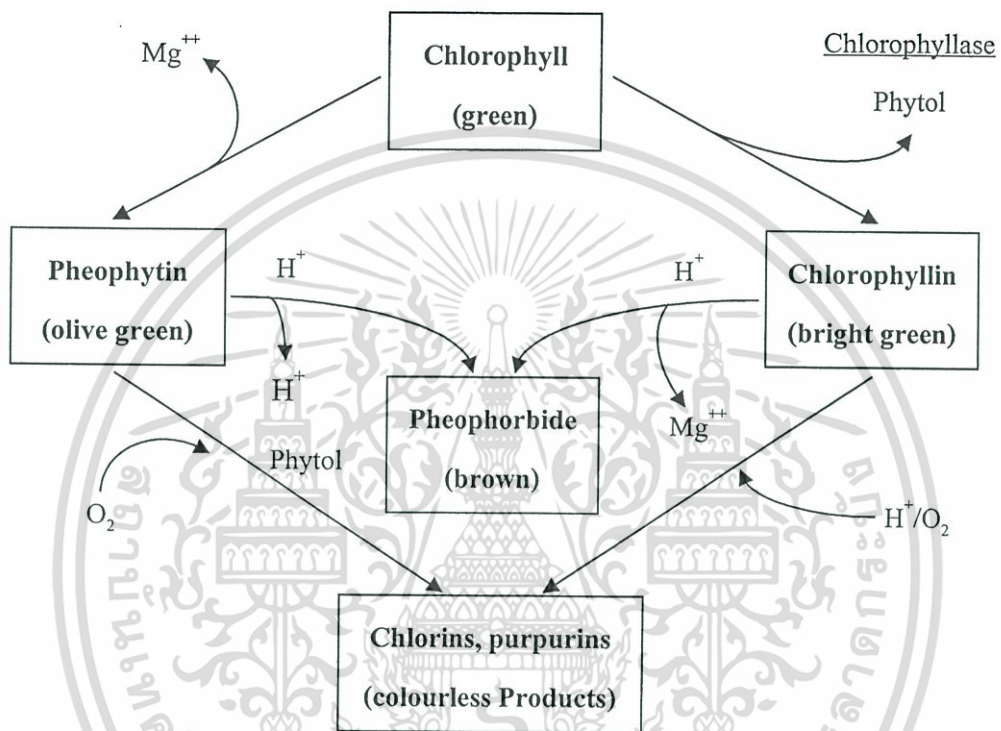 Mg++
Chlorophyll
(green)
Chlorophyllase
Phytol
Pheophytin
(olive green)
H+
H+
Chlorophyllin
(bright green)
H+
Pheophorbide
(brown)
Mg++
Phytol
O2
H+/O2
Chlorins, purpurins
(colourless Products)